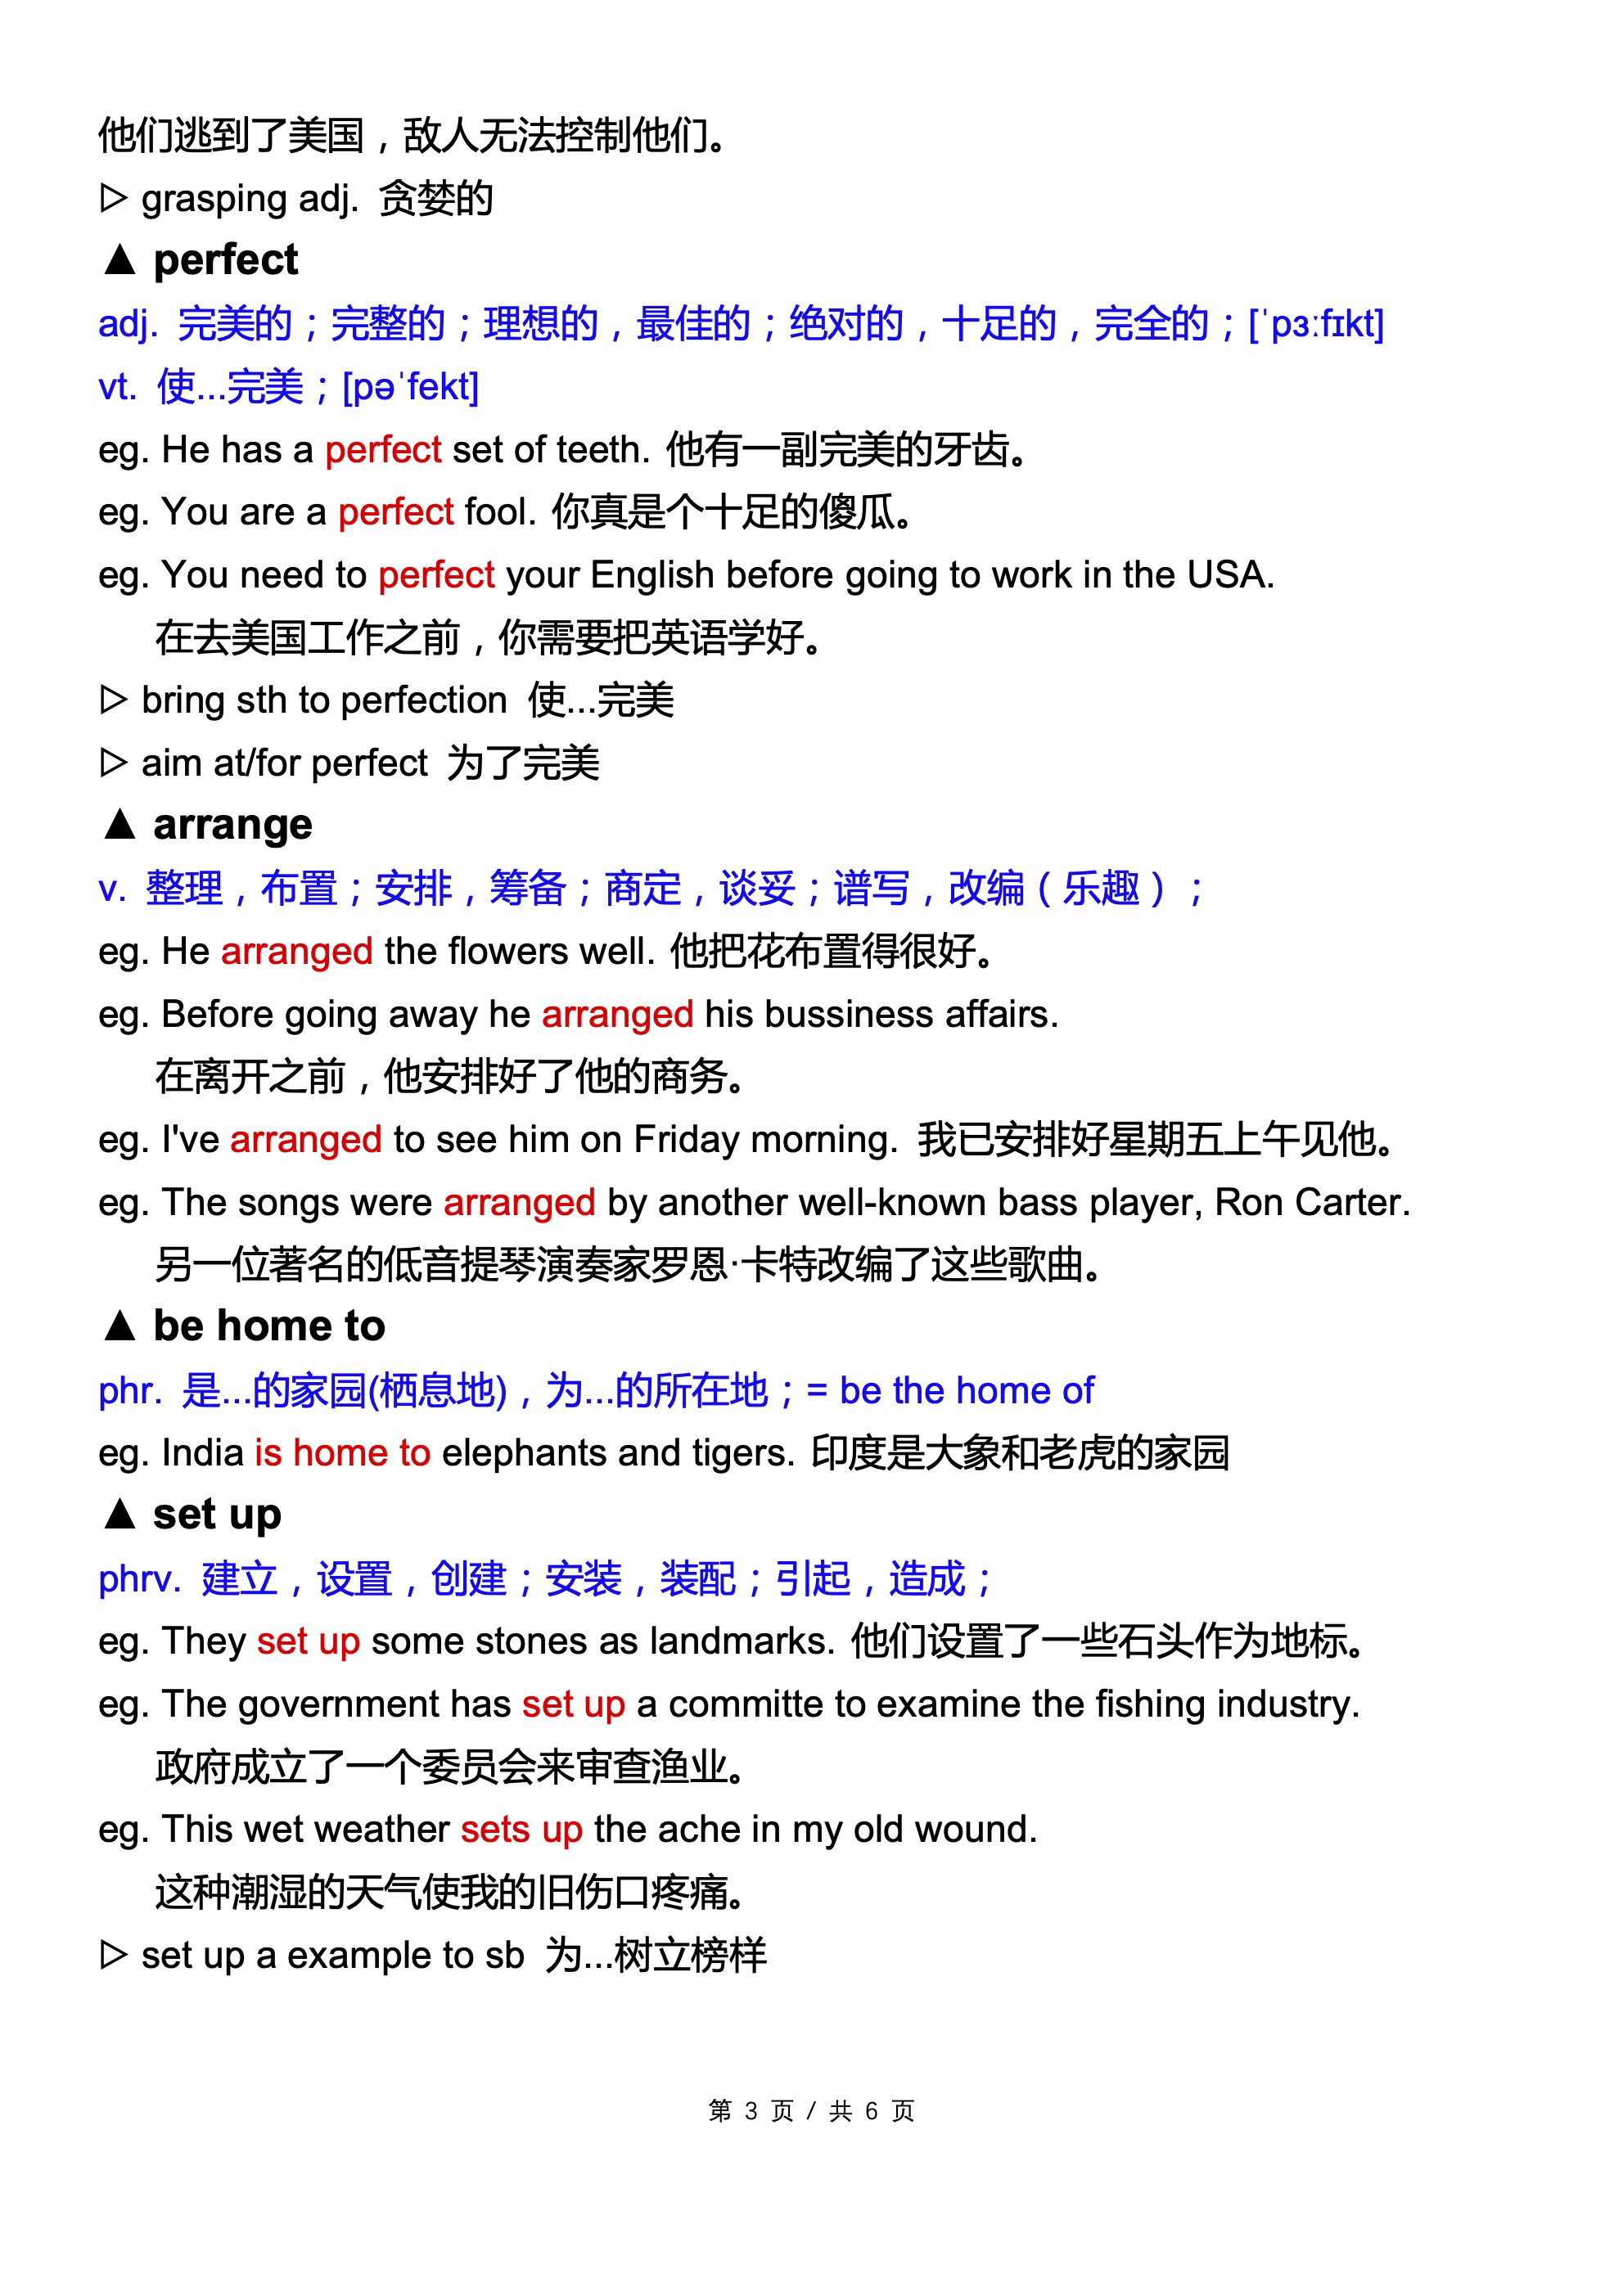 他们逃到了美国，敌人无法控制他们。
▷ grasping adj. 贪婪的
▲ perfect
adj. 完美的；完整的；理想的，最佳的；绝对的，十足的，完全的；[ˈpɜːfɪkt]
vt. 使...完美；[pəˈfekt]
eg. He has a perfect set of teeth. 他有一副完美的牙齿。
eg. You are a perfect fool. 你真是个十足的傻瓜。
eg. You need to perfect your English before going to work in the USA.
在去美国工作之前，你需要把英语学好。
▷ bring sth to perfection 使...完美
▷ aim at/for perfect 为了完美
▲ arrange
v. 整理，布置；安排，筹备；商定，谈妥；谱写，改编（乐趣）；
eg. He arranged the flowers well. 他把花布置得很好。
eg. Before going away he arranged his bussiness affairs.
在离开之前，他安排好了他的商务。
eg. I've arranged to see him on Friday morning. 我已安排好星期五上午见他。
eg. The songs were arranged by another well-known bass player, Ron Carter.
另一位著名的低音提琴演奏家罗恩·卡特改编了这些歌曲。
▲ be home to
phr. 是...的家园(栖息地)，为...的所在地；= be the home of
eg. India is home to elephants and tigers. 印度是大象和老虎的家园
▲ set up
phrv. 建立，设置，创建；安装，装配；引起，造成；
eg. They set up some stones as landmarks. 他们设置了一些石头作为地标。
eg. The government has set up a committe to examine the fishing industry.
政府成立了一个委员会来审查渔业。
eg. This wet weather sets up the ache in my old wound.
这种潮湿的天气使我的旧伤口疼痛。
▷ set up a example to sb 为...树立榜样
第 3 页 / 共 6 页